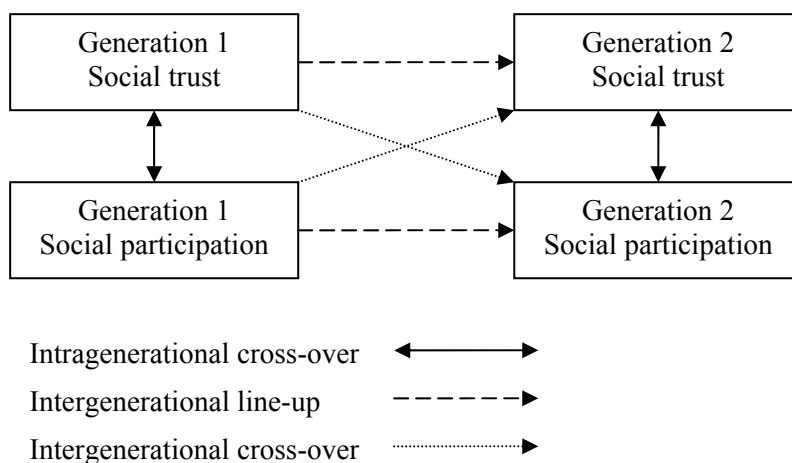 Generation 1
Social trust
Generation 2
Social trust
Generation 1
Social participation
Generation 2
Social participation
Intragenerational cross-over
Intergenerational line-up
Intergenerational cross-over